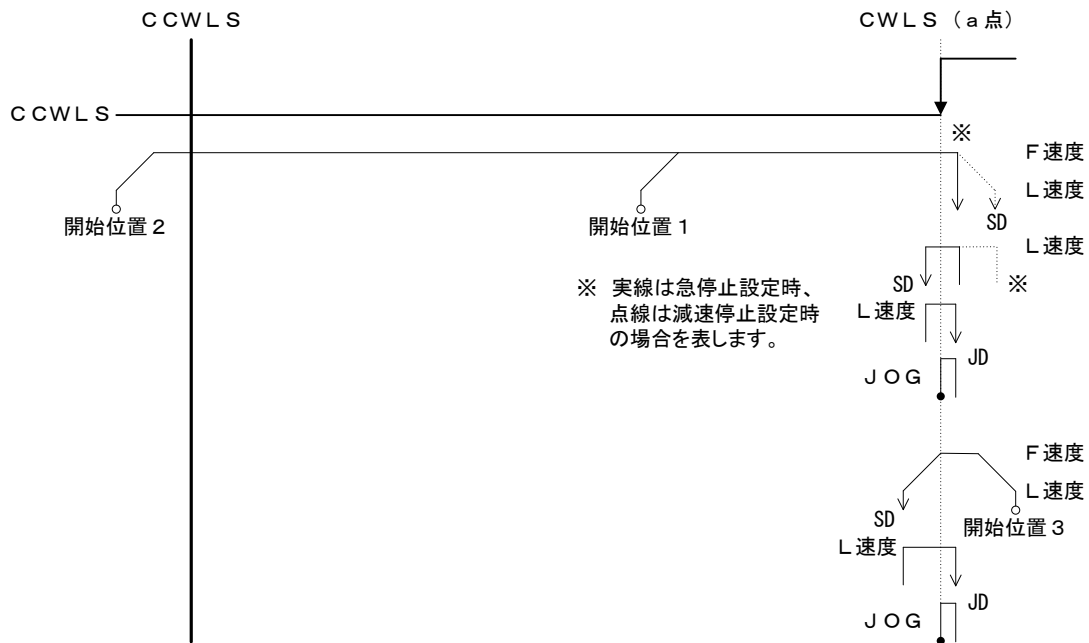 ＣＣＷＬＳ
ＣＷＬＳ（ａ点）
ＣＣＷＬＳ
※
Ｆ速度
Ｌ速度
SD
開始位置２
開始位置１
Ｌ速度
SD
※
※　実線は急停止設定時、
点線は減速停止設定時
の場合を表します。
Ｌ速度
JD
ＪＯＧ
Ｆ速度
Ｌ速度
SD
開始位置３
Ｌ速度
JD
ＪＯＧ